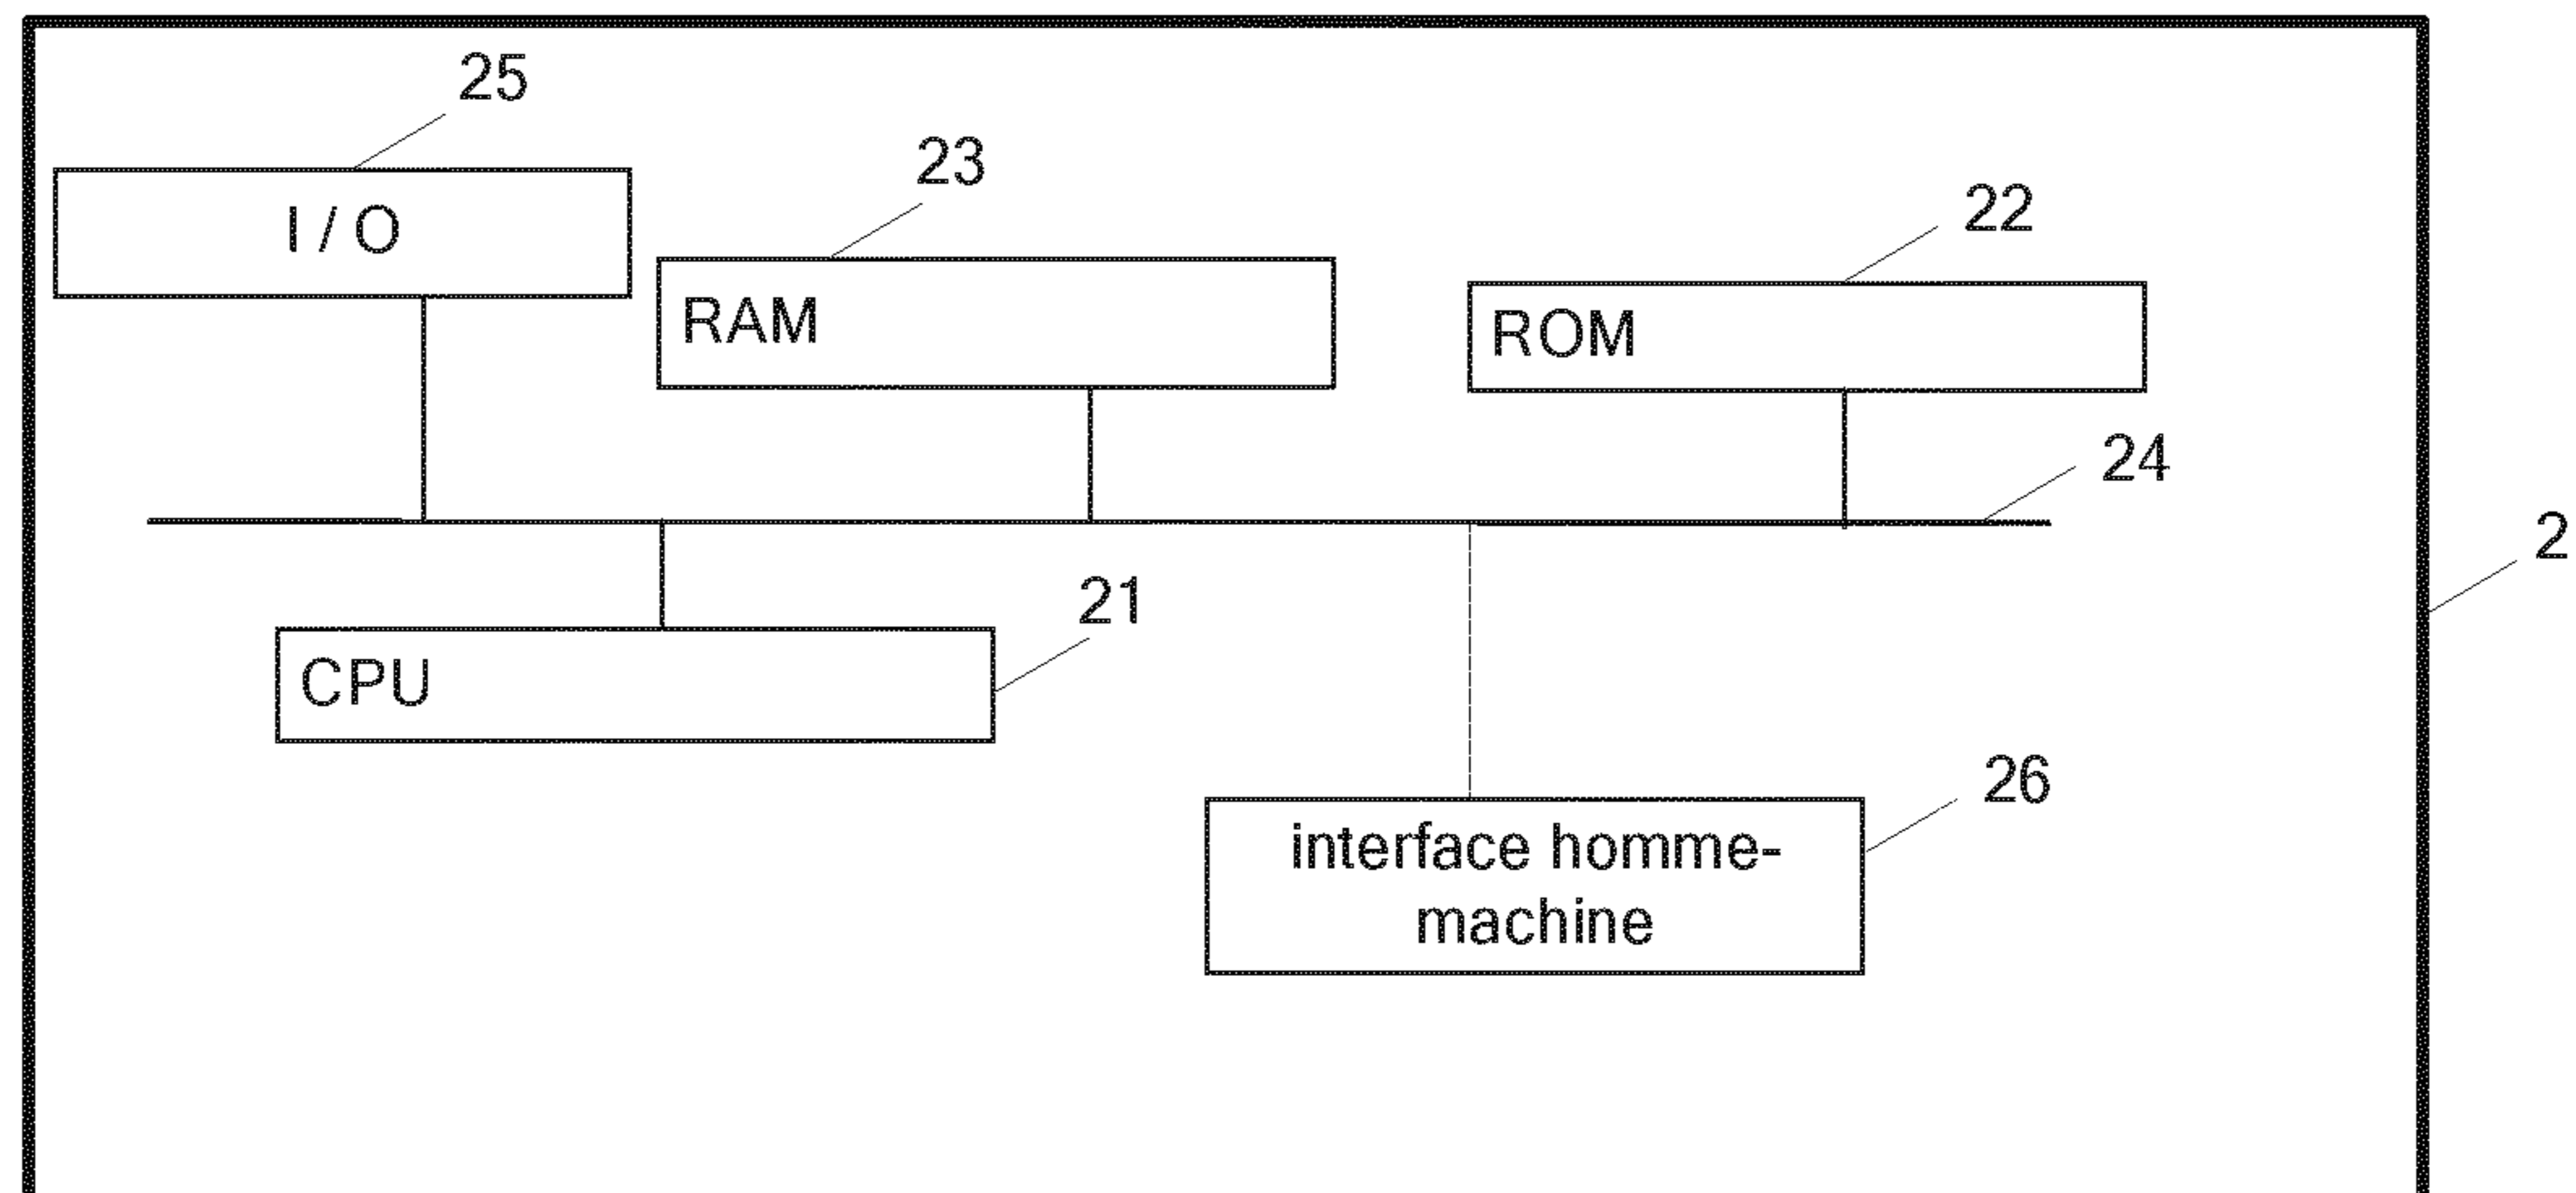 25
I / O
23
RAM
22
ROM
24
2
21
CPU
26
interface homme-
machine